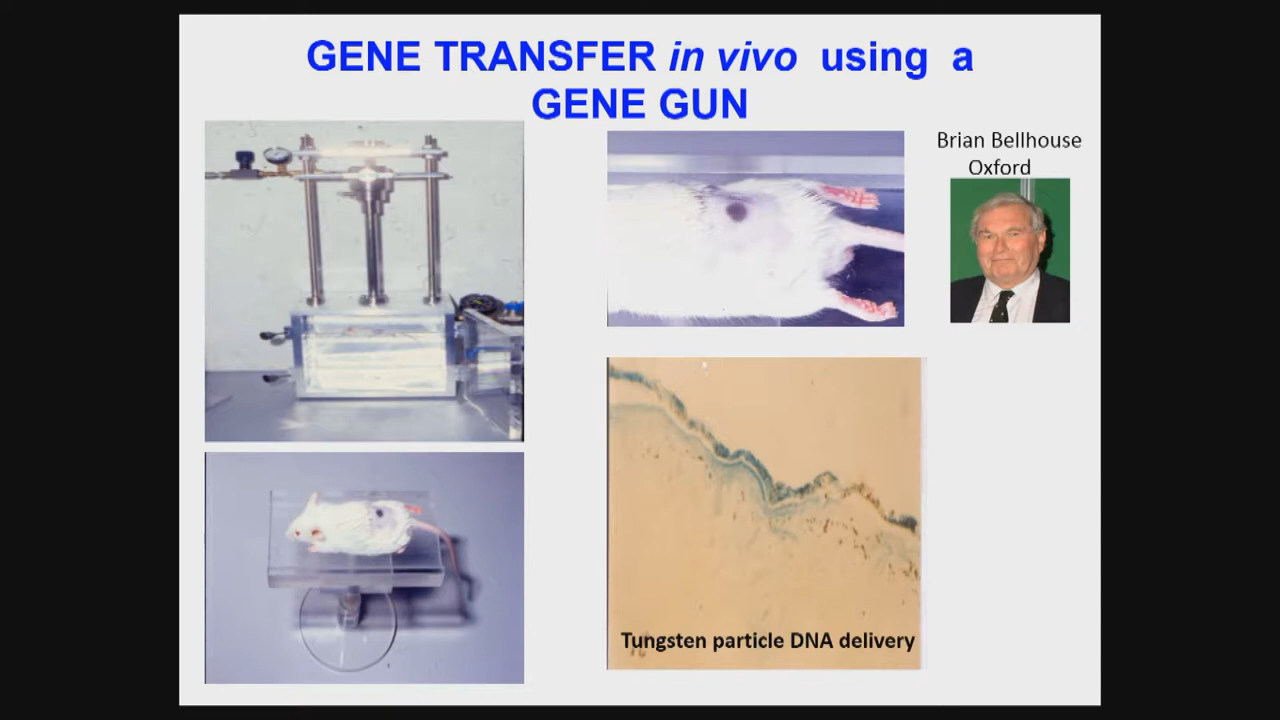 GENE TRANSFER in vivo using a
GENE GUN
Brian Bellhouse
Oxford
Tungsten particle DNA delivery